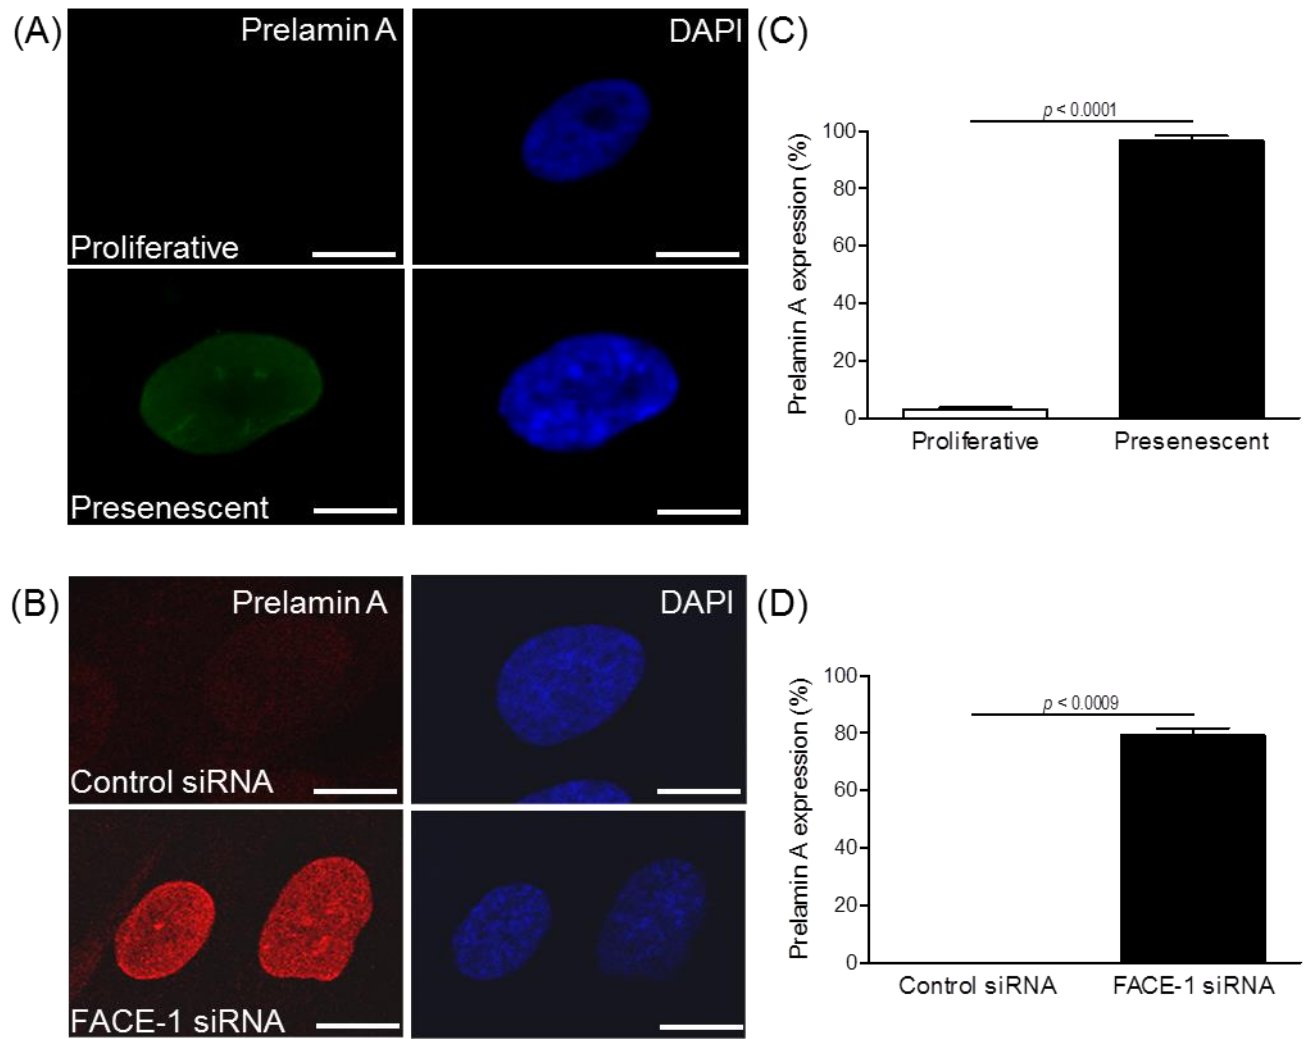 (A)
Prelamin A
DAPI
Proliferative
Presenescent
(C)
p < 0.0001
Prelamin A expression (%)
100
80
60
40
20
0
Proliferative
Presenescent
(B)
Prelamin A
DAPI
Control siRNA
FACE-1 siRNA
(D)
p < 0.0009
Prelamin A expression (%)
100
80
60
40
20
0
Control siRNA
FACE-1 siRNA